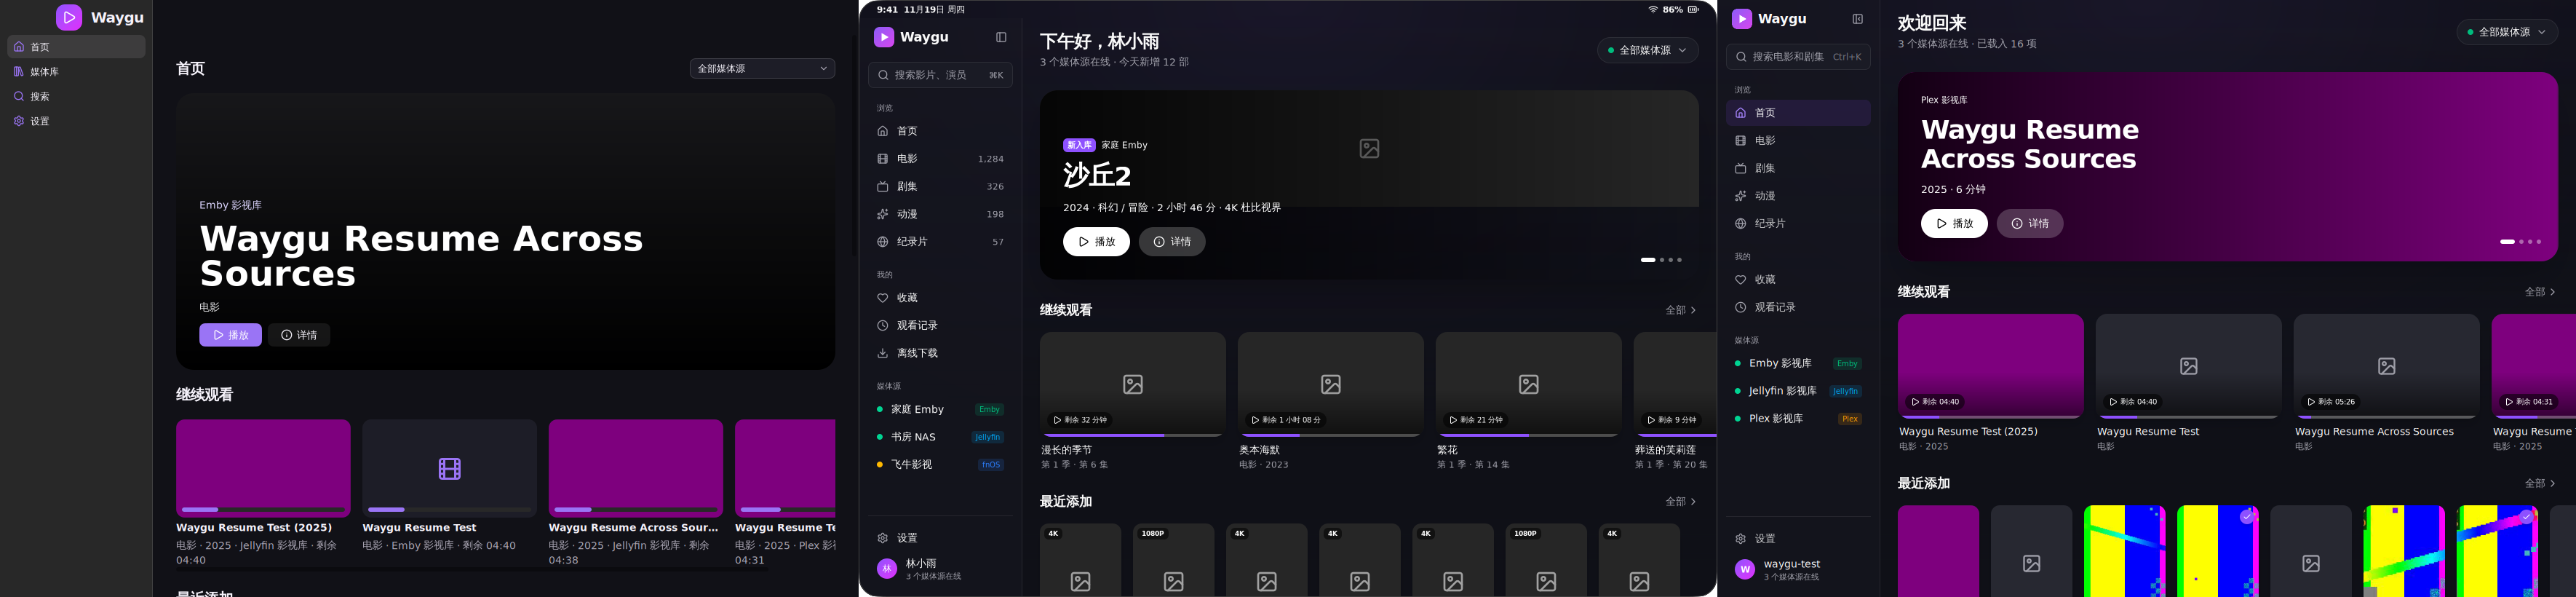 Waygu
首页
媒体库
搜索
设置
首页
全部媒体源
Emby 影视库
Waygu Resume Across
Sources
电影
播放
详情
继续观看
Waygu Resume Test (2025)
电影 · 2025 · Jellyfin 影视库 · 剩余
04:40
Waygu Resume Test
电影 · Emby 影视库 · 剩余 04:40
Waygu Resume Across Sour...
电影 · 2025 · Jellyfin 影视库 · 剩余
04:38
Waygu Resume Te
电影 · 2025 · Plex 影
04:31
最近添加
9:41 11月19日 周四
86%
Waygu
搜索影片、演员
⌘K
浏览
首页
电影 1,284
剧集 326
动漫 198
纪录片 57
我的
收藏
观看记录
离线下载
媒体源
家庭 Emby Emby
书房 NAS Jellyfin
飞牛影视 fnOS
设置
林
林小雨
3 个媒体源在线
下午好，林小雨
3 个媒体源在线 · 今天新增 12 部
全部媒体源
新入库 家庭 Emby
沙丘2
2024 · 科幻 / 冒险 · 2 小时 46 分 · 4K 杜比视界
播放
详情
继续观看
全部
剩余 32 分钟
漫长的季节
第 1 季 · 第 6 集
剩余 1 小时 08 分
奥本海默
电影 · 2023
剩余 21 分钟
繁花
第 1 季 · 第 14 集
剩余 9 分钟
葬送的芙莉莲
第 1 季 · 第 20 集
最近添加
全部
4K
1080P
4K
4K
4K
1080P
4K
Waygu
搜索电影和剧集 Ctrl+K
浏览
首页
电影
剧集
动漫
纪录片
我的
收藏
观看记录
媒体源
Emby 影视库 Emby
Jellyfin 影视库 Jellyfin
Plex 影视库 Plex
设置
W
waygu-test
3 个媒体源在线
欢迎回来
3 个媒体源在线 · 已载入 16 项
全部媒体源
Plex 影视库
Waygu Resume
Across Sources
2025 · 6 分钟
播放
详情
继续观看
全部
剩余 04:40
Waygu Resume Test (2025)
电影 · 2025
剩余 04:40
Waygu Resume Test
电影
剩余 05:26
Waygu Resume Across Sources
电影
剩余 04:31
Waygu Resume
电影 · 2025
最近添加
全部